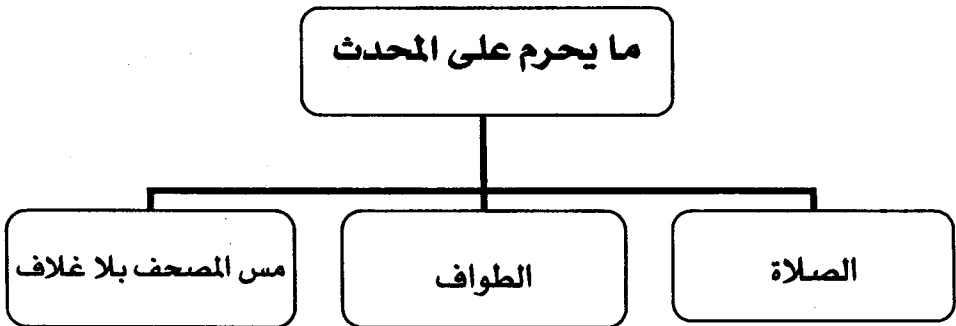 ما يحرم على المحدث
الصلاة
الطواف
مس المصحف بلا غلاف